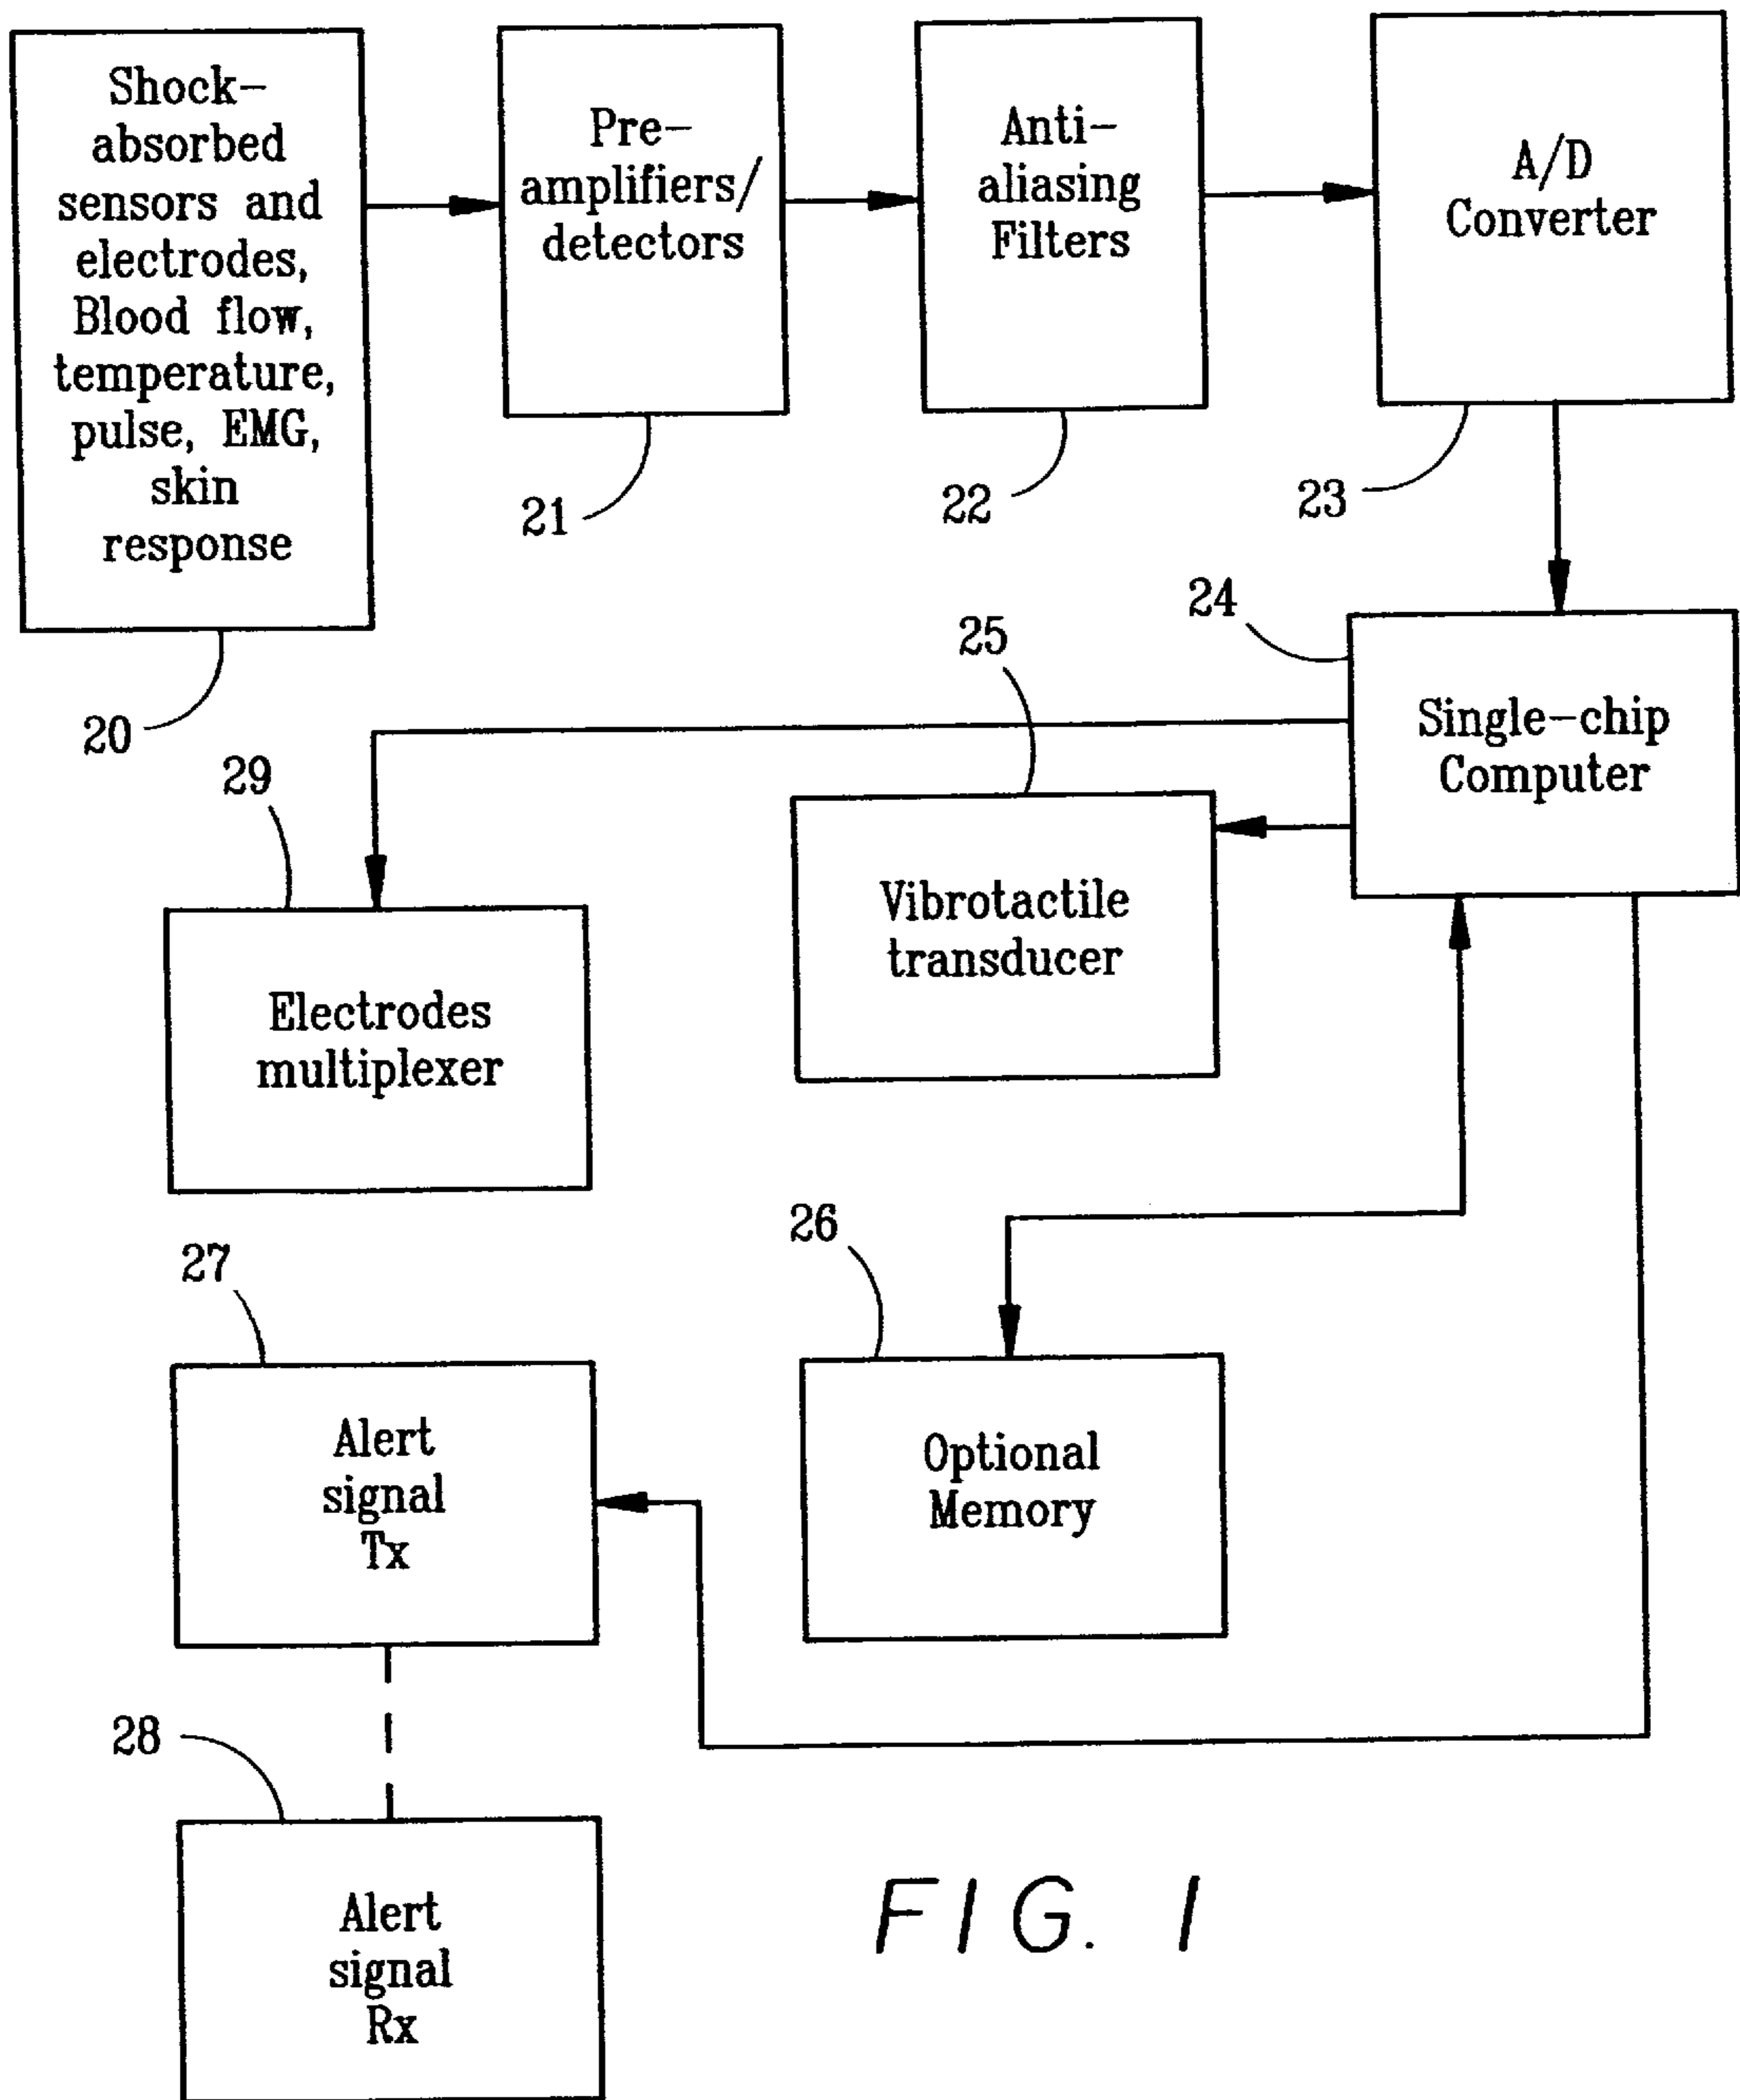 Shock-
absorbed
sensors and
electrodes,
Blood flow,
temperature,
pulse, EMG,
skin
response
20
Pre-
amplifiers/
detectors
21
Anti-
aliasing
Filters
22
A/D
Converter
23
24
Single-chip
Computer
25
Vibrotactile
transducer
29
Electrodes
multiplexer
26
Optional
Memory
27
Alert
signal
Tx
28
Alert
signal
Rx
FIG. 1